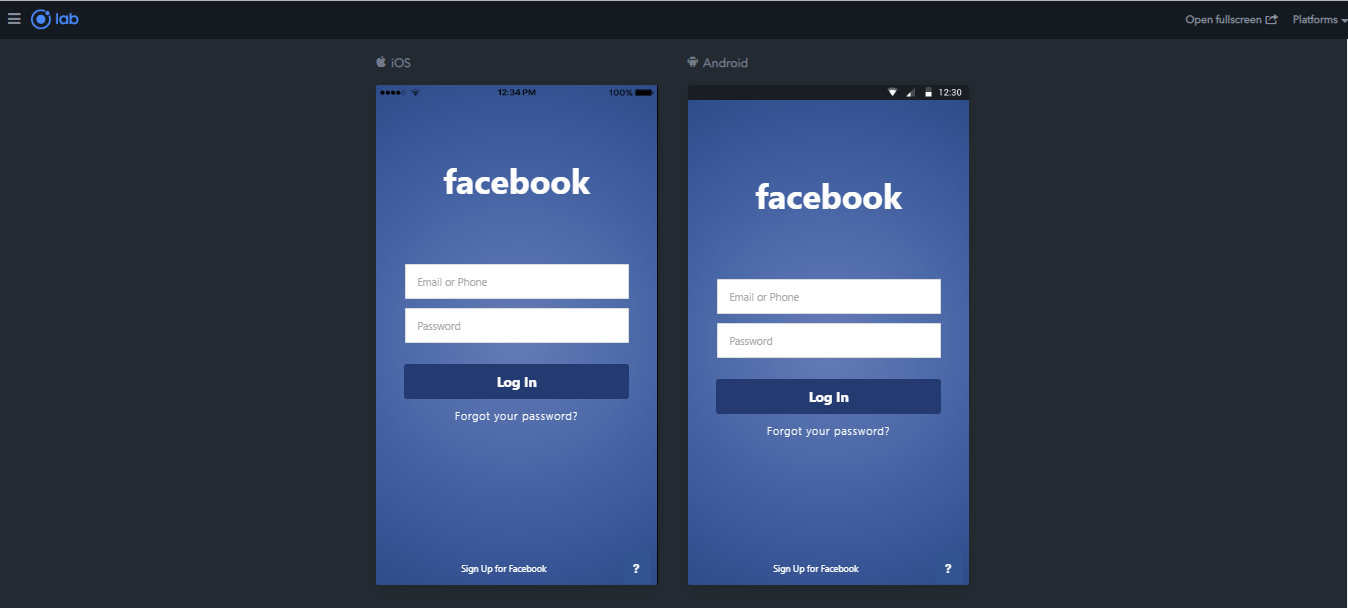 lab
Open fullscreen
Platforms
iOS
12:34 PM
100%
facebook
Email or Phone
Password
Log In
Forgot your password?
Sign Up for Facebook
?
Android
12:30
facebook
Email or Phone
Password
Log In
Forgot your password?
Sign Up for Facebook
?